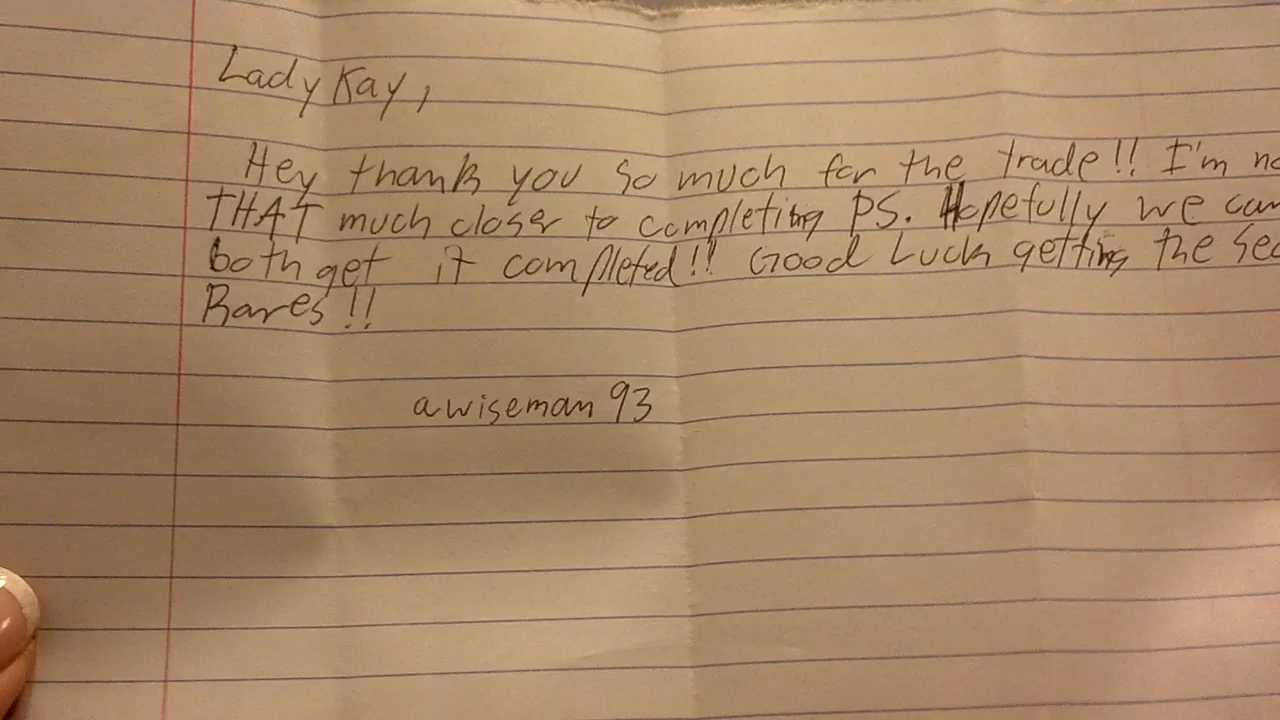 Lady Kay,
Hey thank you so much for the trade!! I'm
THAT much closer to completing PS. Hopefully we can
both get it completed!! Good Luck getting the
Rares!!
awiseman93